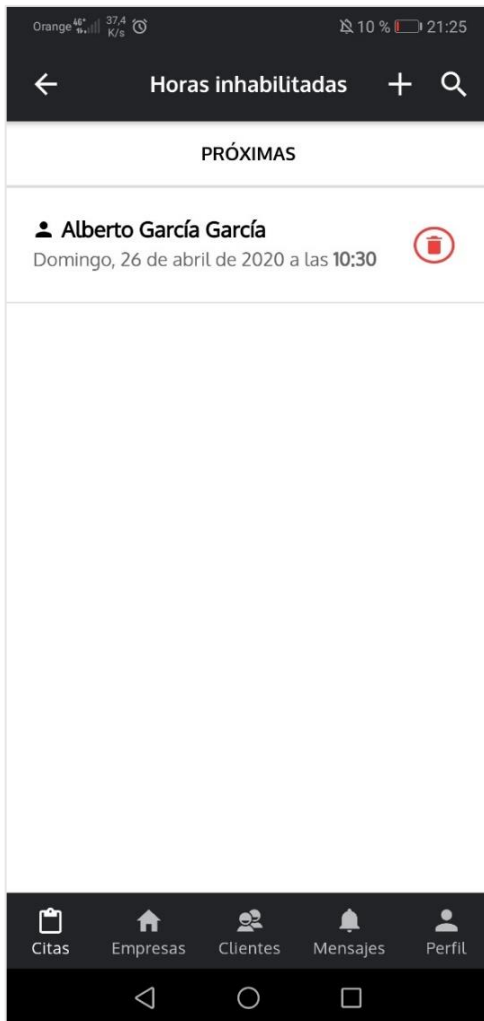 Orange 46+ 37,4 K/s 10 % 21:25
Horas inhabilitadas
PRÓXIMAS
Alberto García García
Domingo, 26 de abril de 2020 a las 10:30
Citas Empresas Clientes Mensajes Perfil